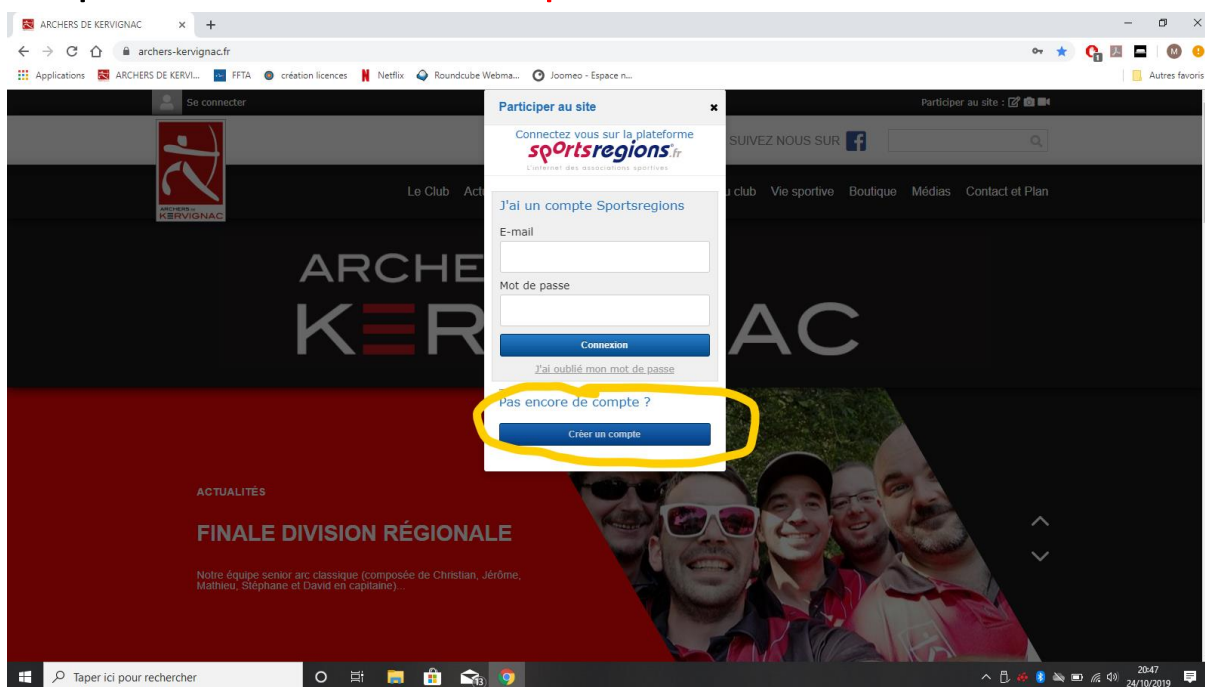 ARCHERS DE KERVIGNAC
archers-kervignac.fr
Applications ARCHERS DE KERVI... FFTA création licences Netflix Roundcube Webma... Joomeo - Espace n... Autres favoris
Se connecter
Participer au site :
Participer au site
Connectez vous sur la plateforme
sportsregions.fr
L'internet des associations sportives
SUIVEZ NOUS SUR
ARCHERS DE
KERVIGNAC
Le Club Actu
u club Vie sportive Boutique Médias Contact et Plan
J'ai un compte Sportsregions
E-mail
Mot de passe
Connexion
J'ai oublié mon mot de passe
Pas encore de compte ?
Créer un compte
ARCHE
KER AC
ACTUALITÉS
FINALE DIVISION RÉGIONALE
Notre équipe senior arc classique (composée de Christian, Jérôme,
Mathieu, Stéphane et David en capitaine)...
Taper ici pour rechercher
13
20:47
24/10/2019